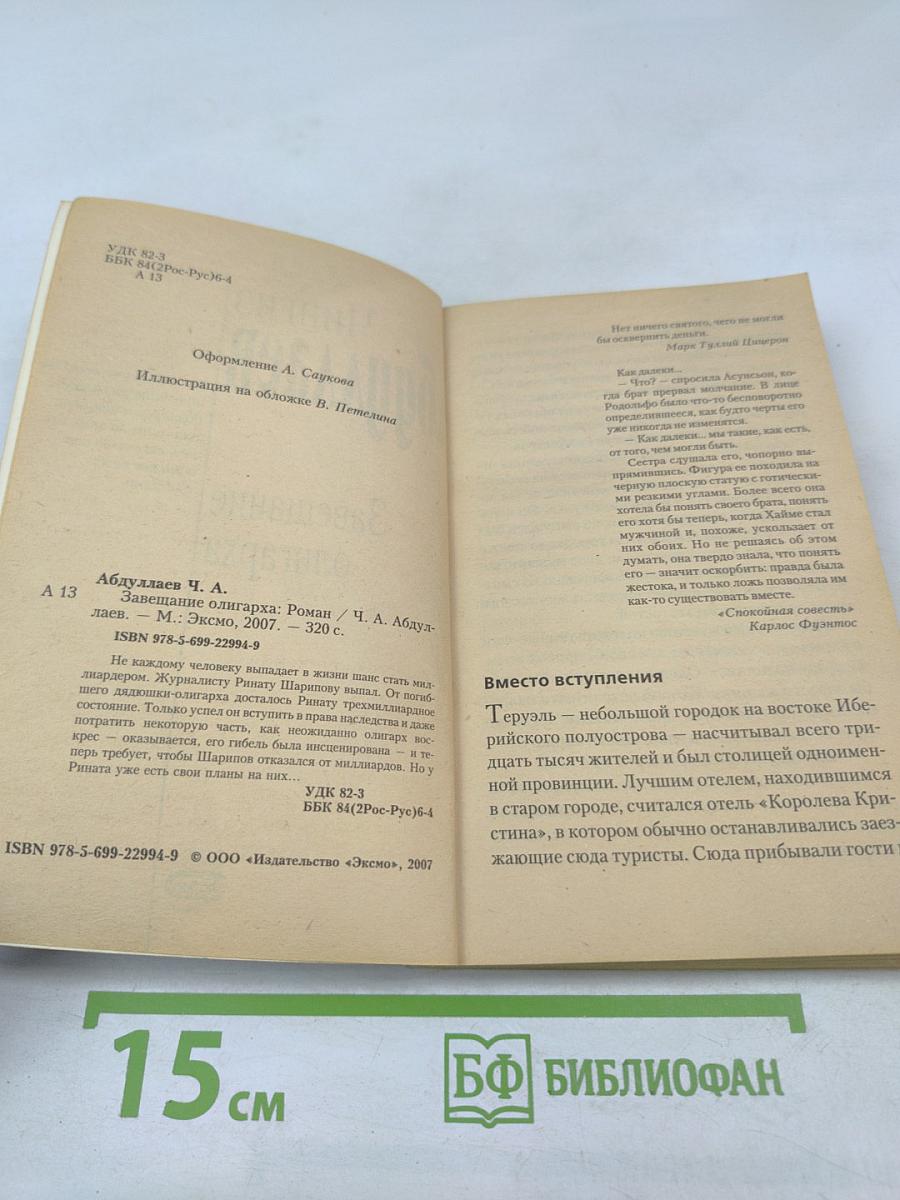 УДК 82-3
ББК 84(2Рос-Рус)6-4
А 13
Оформление А. Саукова
Иллюстрация на обложке В. Петелина
Абдуллаев Ч. А.
А 13
Завещание олигарха: Роман / Ч. А. Абдул-
лаев. — М.: Эксмо, 2007. — 320 с.
ISBN 978-5-699-22994-9
Не каждому человеку выпадает в жизни шанс стать мил-
лиардером. Журналисту Ринату Шарипову выпал. От погиб-
шего дядюшки-олигарха досталось Ринату трехмиллиардное
состояние. Только успел он вступить в права наследства и даже
потратить некоторую часть, как неожиданно олигарх вос-
крес — оказывается, его гибель была инсценирована — и те-
перь требует, чтобы Шарипов отказался от миллиардов. Но у
Рината уже есть свои планы на них...
УДК 82-3
ББК 84(2Рос-Рус)6-4
ISBN 978-5-699-22994-9 © ООО «Издательство «Эксмо», 2007
Нет ничего святого, чего не могли
бы осквернить деньги.
Марк Туллий Цицерон
Как далеки...
— Что? — спросила Асунсьон, ко-
гда брат прервал молчание. В лице
Родольфо было что-то бесповоротно
определившееся, как будто черты его
уже никогда не изменятся.
— Как далеки... мы такие, как есть,
от того, чем могли быть.
Сестра слушала его, чопорно вы-
прямившись. Фигура ее походила на
черную плоскую статую с готически-
ми резкими углами. Более всего она
хотела бы понять своего брата, понять
его хотя бы теперь, когда Хайме стал
мужчиной и, похоже, ускользает от
них обоих. Но не решаясь об этом
думать, она твердо знала, что понять
его — значит оскорбить: правда была
жестока, и только ложь позволяла им
как-то существовать вместе.
«Спокойная совесть»
Карлос Фуэнтос
Вместо вступления
Теруэль — небольшой городок на востоке Ибе-
рийского полуострова — насчитывал всего три-
дцать тысяч жителей и был столицей одноимен-
ной провинции. Лучшим отелем, находившимся
в старом городе, считался отель «Королева Кри-
стина», в котором обычно останавливались заез-
жающие сюда туристы. Сюда прибывали гости
15 см
БФ БИБЛИОФАН